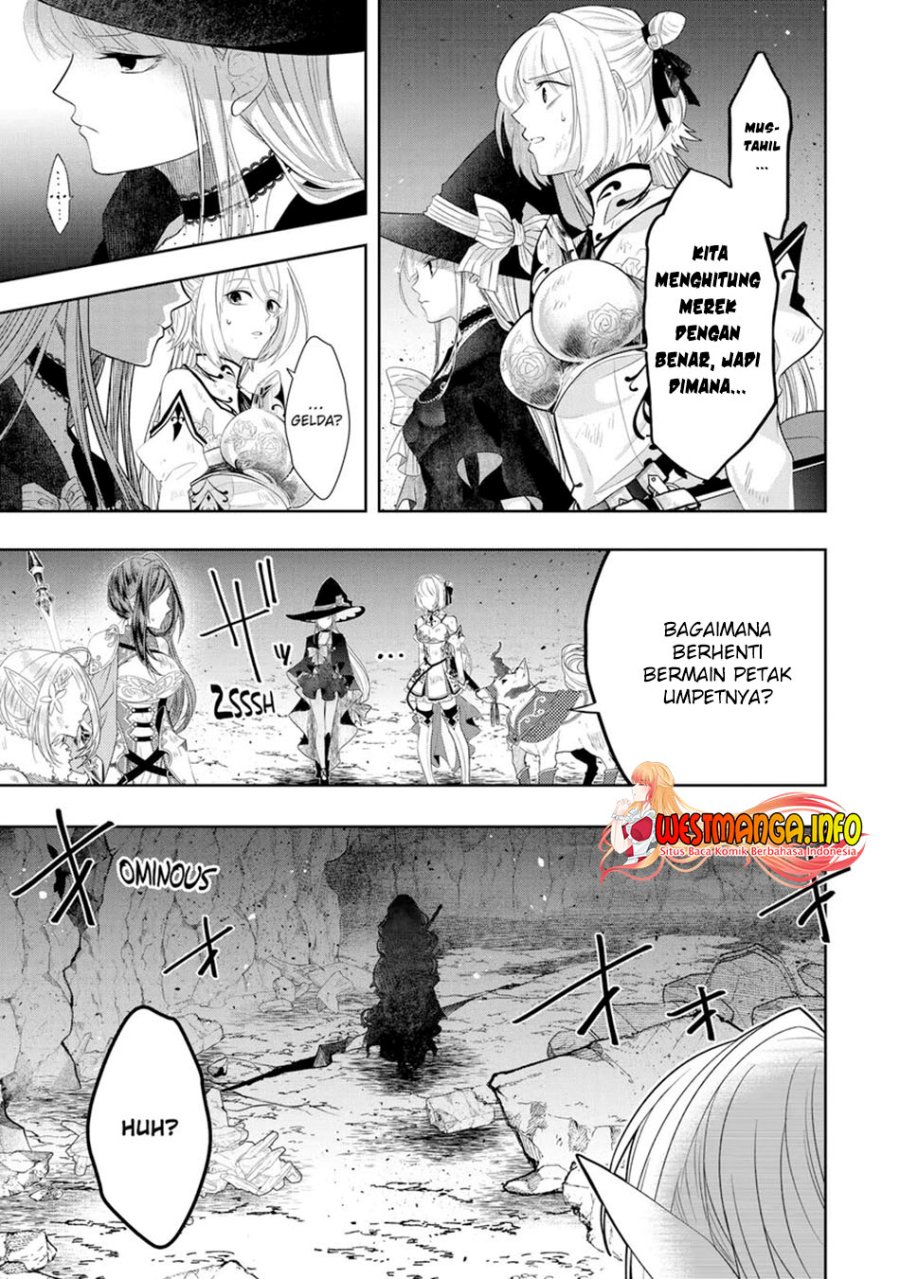 MUS-
TAHIL
...
KITA
MENGHITUNG
MEREK
DENGAN
BENAR, JADI
DIMANA...
......
...
GELDA?
BAGAIMANA
BERHENTI
BERMAIN PETAK
UMPETNYA?
...
ZSSSH
WESTMANGA.INFO
Situs Baca Komik Berbahasa Indonesia
OMINOUS
HUH?